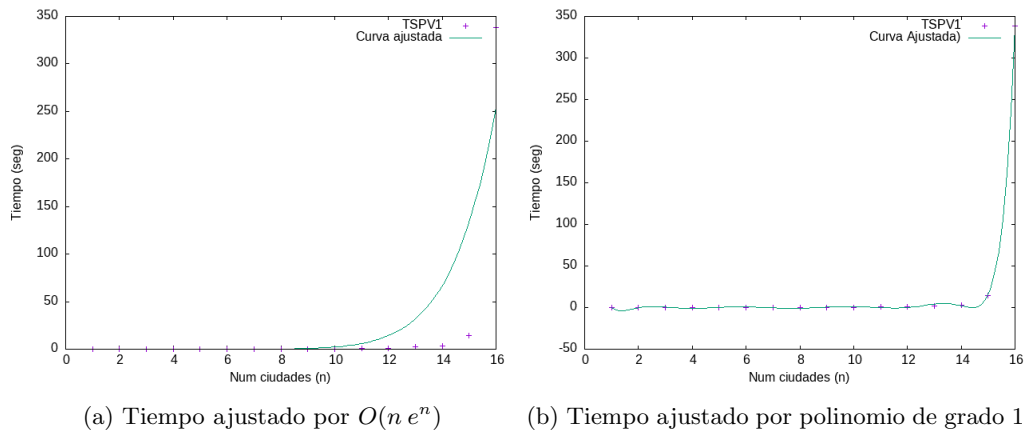 350
300
250
200
150
100
50
0
Tiempo (seg)
TSPV1
Curva ajustada
0 2 4 6 8 10 12 14 16
Num ciudades (n)
(a) Tiempo ajustado por O(n e^n)
350
300
250
200
150
100
50
0
-50
Tiempo (seg)
TSPV1
Curva Ajustada)
0 2 4 6 8 10 12 14 16
Num ciudades (n)
(b) Tiempo ajustado por polinomio de grado 1